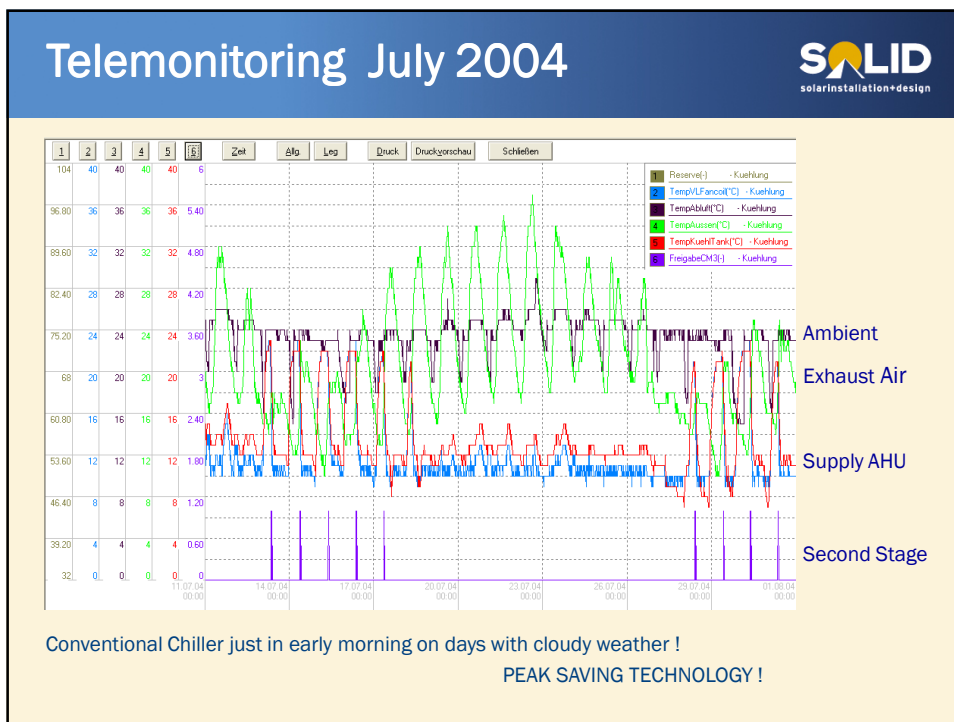 Telemonitoring July 2004
SOLID
solarinstallation+design
1 2 3 4 5 6 Zeit Allg. Leg Druck Druckvorschau Schließen
104 40 40 40 40 6
96.80 36 36 36 36 5.40
89.60 32 32 32 32 4.80
82.40 28 28 28 28 4.20
75.20 24 24 24 24 3.60
68 20 20 20 20 3
60.80 16 16 16 16 2.40
53.60 12 12 12 12 1.80
46.40 8 8 8 8 1.20
39.20 4 4 4 4 0.60
32 0 0 0 0 0
1 Reserve(-) - Kuehlung
2 TempVLFancoil(°C) - Kuehlung
3 TempAbluft(°C) - Kuehlung
4 TempAussen(°C) - Kuehlung
5 TempKuehlTank(°C) - Kuehlung
6 FreigabeCM3(-) - Kuehlung
Ambient
Exhaust Air
Supply AHU
Second Stage
11.07.04 14.07.04 17.07.04 20.07.04 23.07.04 26.07.04 29.07.04 01.08.04
00:00 00:00 00:00 00:00 00:00 00:00 00:00 00:00
Conventional Chiller just in early morning on days with cloudy weather !
PEAK SAVING TECHNOLOGY !